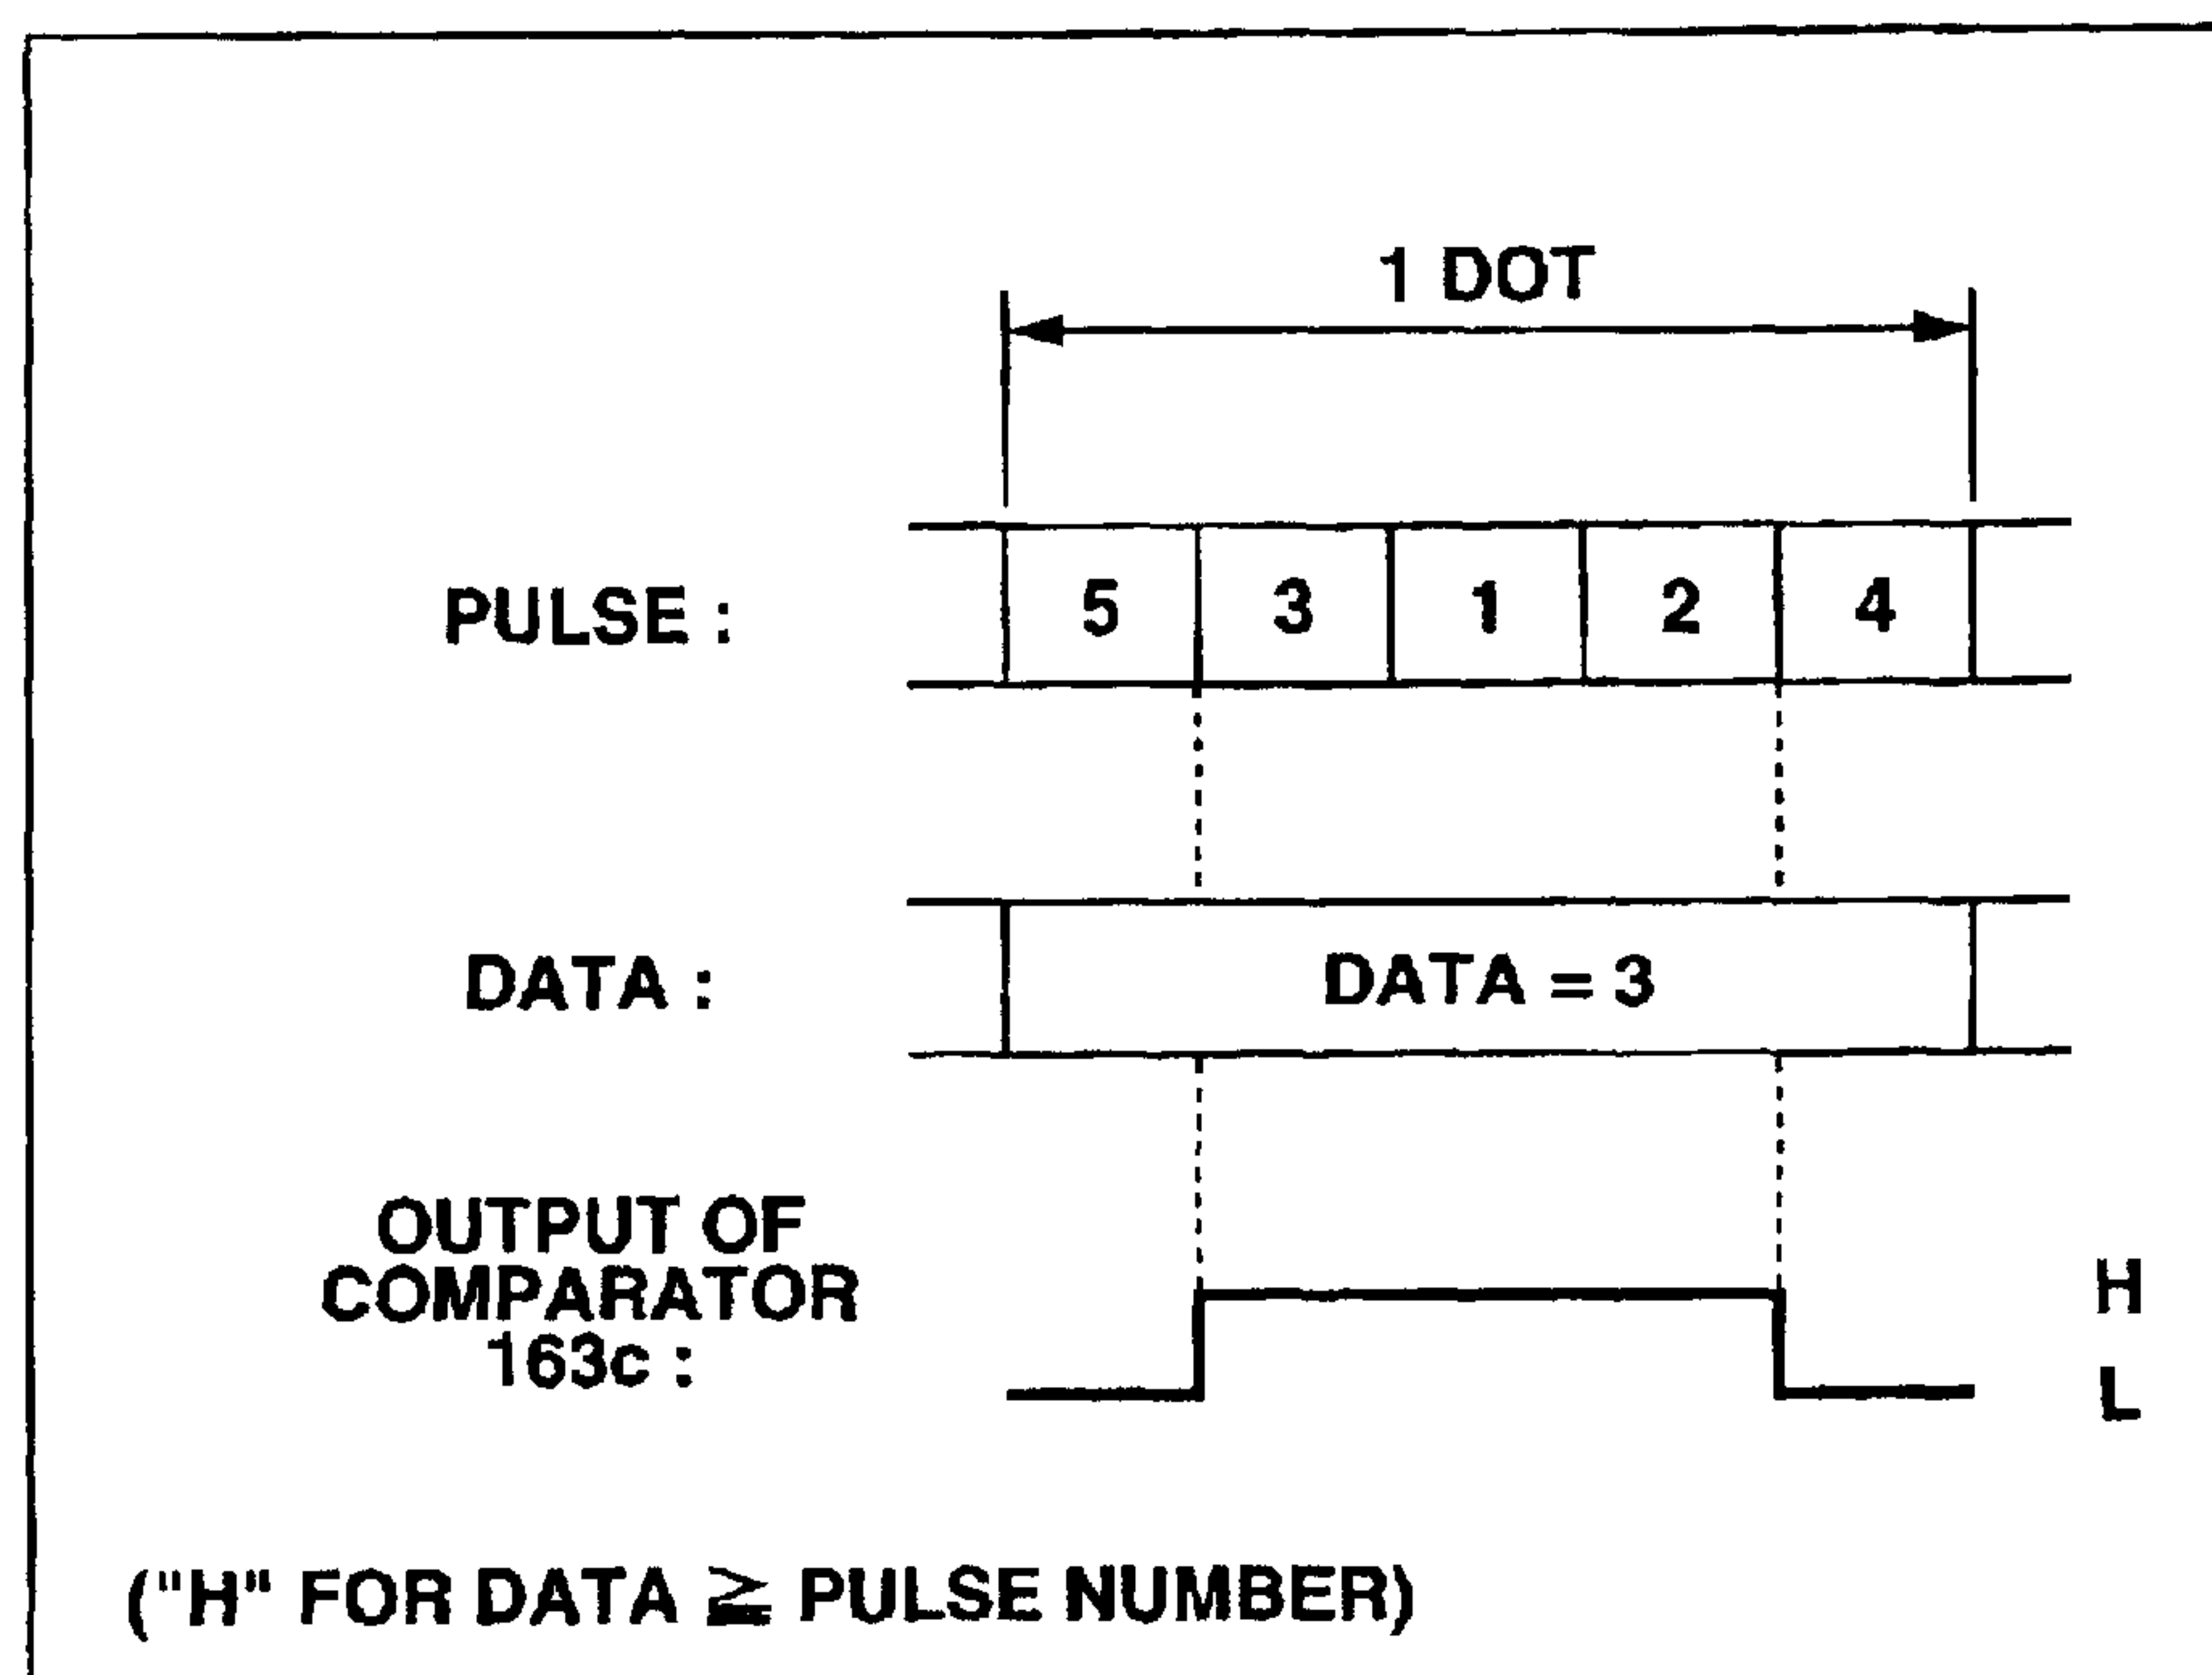 1 DOT
PULSE : 5 3 1 2 4
DATA : DATA = 3
OUTPUT OF
COMPARATOR
163c :
H
L
("H" FOR DATA ≧ PULSE NUMBER)